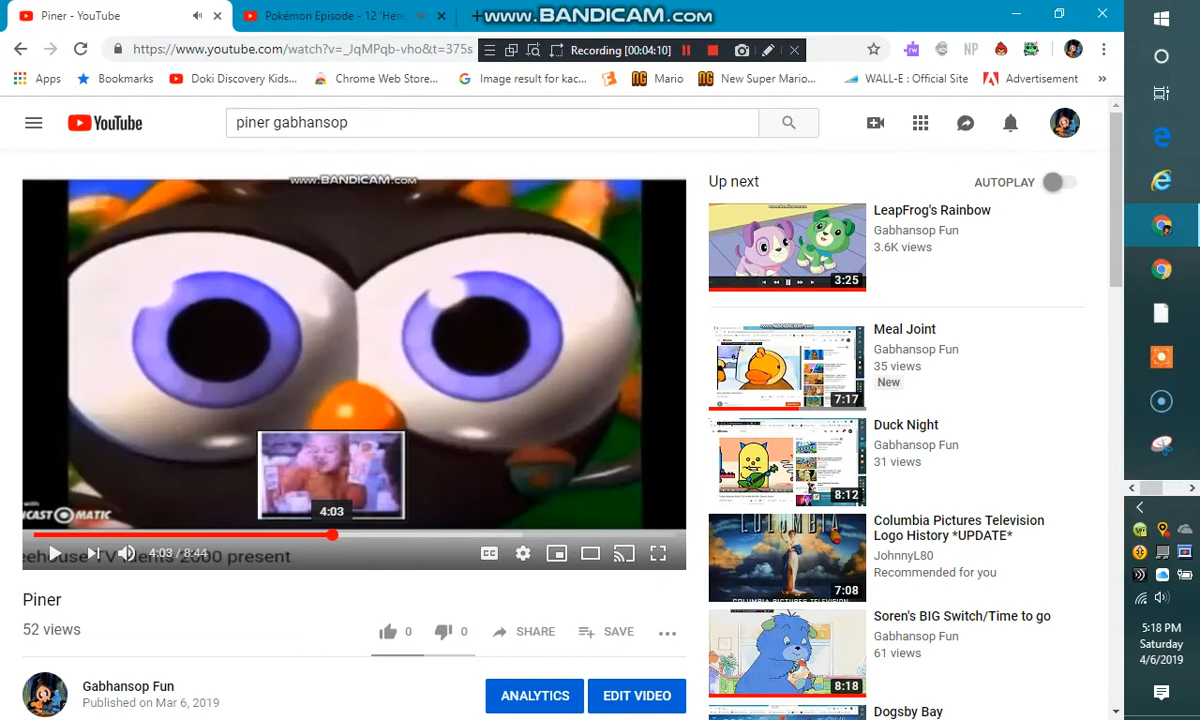 Piner - YouTube
Pokémon Episode - 12 'Here
www.BANDICAM.com
https://www.youtube.com/watch?v=_JqMPqb-vho&t=375s
Recording [00:04:10]
NP
Apps
Bookmarks
Doki Discovery Kids...
Chrome Web Store...
Image result for kac...
Mario
New Super Mario...
WALL-E : Official Site
Advertisement
YouTube
piner gabhansop
www.BANDICAM.com
4:03
4:03 / 8:44
CC
Piner
52 views
0
0
SHARE
SAVE
Gabhansop Fun
Published on Mar 6, 2019
ANALYTICS
EDIT VIDEO
Up next
AUTOPLAY
LeapFrog's Rainbow
Gabhansop Fun
3.6K views
3:25
Meal Joint
Gabhansop Fun
35 views
New
7:17
Duck Night
Gabhansop Fun
31 views
8:12
Columbia Pictures Television
Logo History *UPDATE*
JohnnyL80
Recommended for you
COLUMBIA
7:08
Soren's BIG Switch/Time to go
Gabhansop Fun
61 views
8:18
Dogsby Bay
5:18 PM
Saturday
4/6/2019